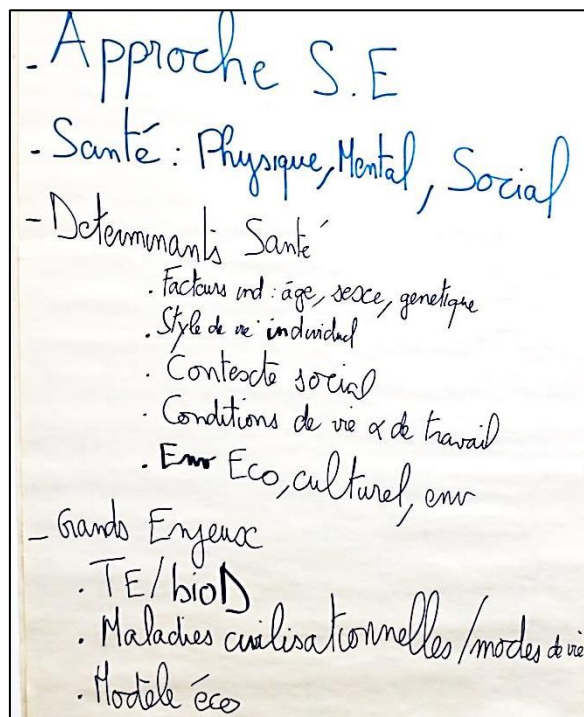 - Approche S.E
- Santé : Physique, Mental, Social
- Determinants Santé
. Facteurs ind : âge, sexe, genetique
. Style de vie individuel
. Contexte social
. Conditions de vie & de travail
. Env Eco, culturel, env
- Grands Enjeux
. TE/bioD
. Maladies civilisationnelles/modes de vie
. Modèle éco